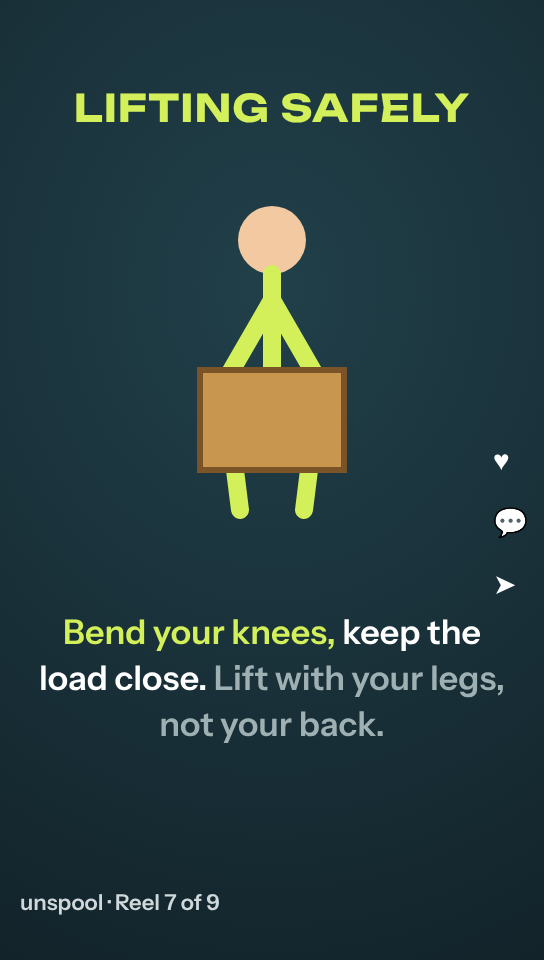 LIFTING SAFELY
Bend your knees, keep the
load close. Lift with your legs,
not your back.
unspool · Reel 7 of 9